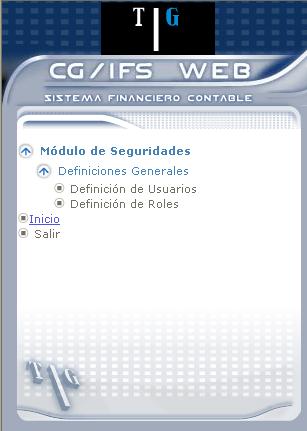 T G
CG/IFS WEB
SISTEMA FINANCIERO CONTABLE
Módulo de Seguridades
Definiciones Generales
Definición de Usuarios
Definición de Roles
Inicio
Salir
T G